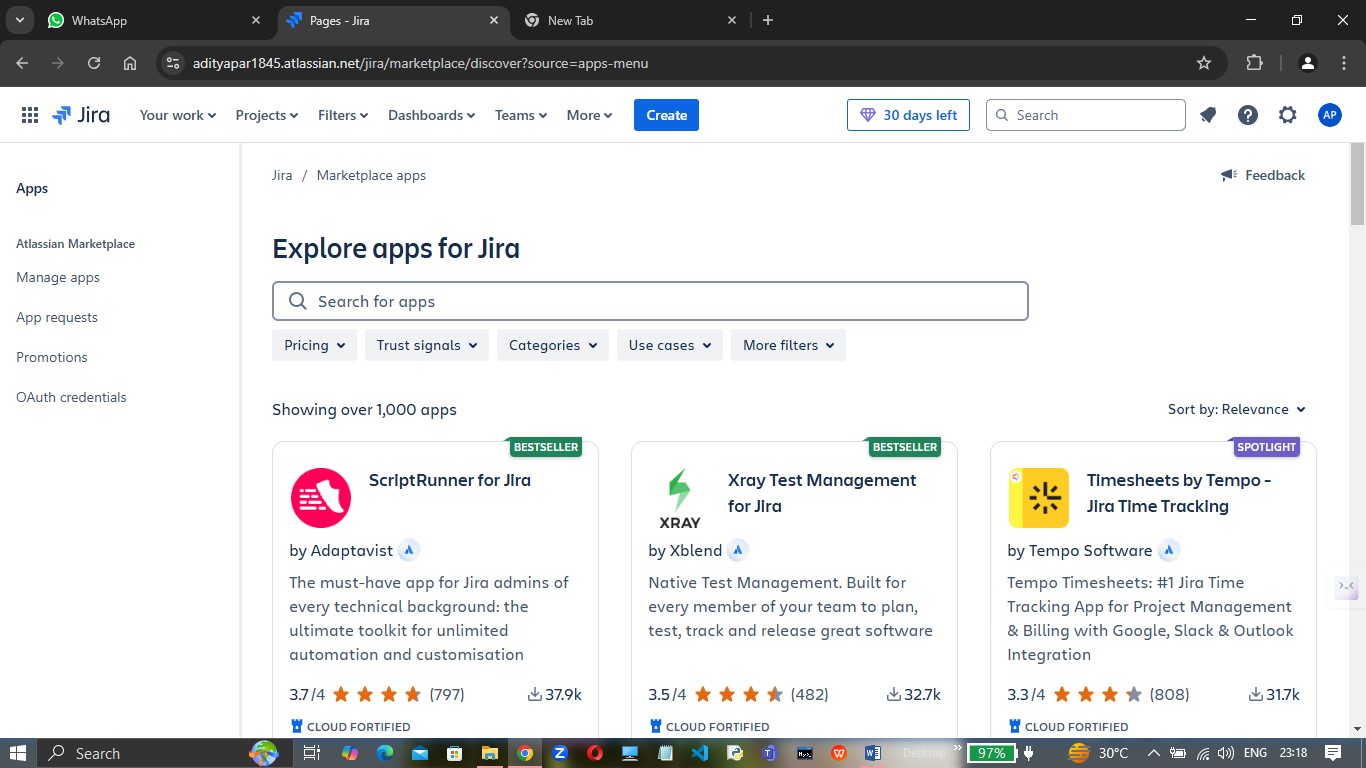 WhatsApp
Pages - Jira
New Tab
adityapar1845.atlassian.net/jira/marketplace/discover?source=apps-menu
Jira
Your work
Projects
Filters
Dashboards
Teams
More
Create
30 days left
Search
AP
Apps
Atlassian Marketplace
Manage apps
App requests
Promotions
OAuth credentials
Jira / Marketplace apps
Feedback
Explore apps for Jira
Search for apps
Pricing
Trust signals
Categories
Use cases
More filters
Showing over 1,000 apps
Sort by: Relevance
BESTSELLER
ScriptRunner for Jira
by Adaptavist
The must-have app for Jira admins of
every technical background: the
ultimate toolkit for unlimited
automation and customisation
3.7/4 (797) 37.9k
CLOUD FORTIFIED
BESTSELLER
XRAY
Xray Test Management
for Jira
by Xblend
Native Test Management. Built for
every member of your team to plan,
test, track and release great software
3.5/4 (482) 32.7k
CLOUD FORTIFIED
SPOTLIGHT
Timesheets by Tempo -
Jira Time Tracking
by Tempo Software
Tempo Timesheets: #1 Jira Time
Tracking App for Project Management
& Billing with Google, Slack & Outlook
Integration
3.3/4 (808) 31.7k
CLOUD FORTIFIED
Search
Desktop
97%
30°C
ENG
23:18